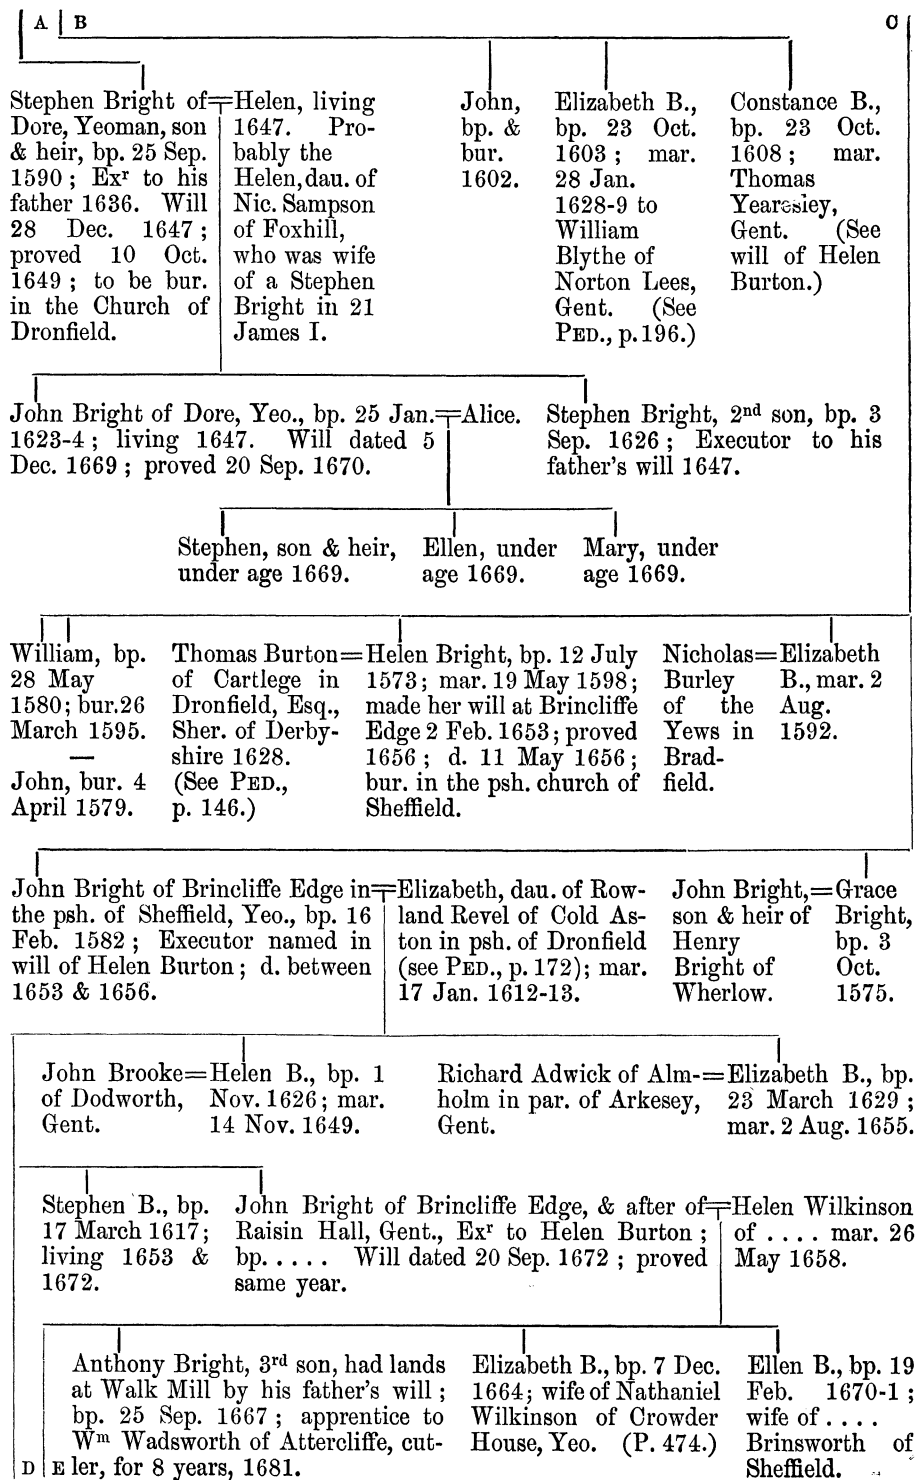 A B C
Stephen Bright of
Dore, Yeoman, son
& heir, bp. 25 Sep.
1590 ; Exr to his
father 1636. Will
28 Dec. 1647 ;
proved 10 Oct.
1649 ; to be bur.
in the Church of
Dronfield.
Helen, living
1647. Pro-
bably the
Helen, dau. of
Nic. Sampson
of Foxhill,
who was wife
of a Stephen
Bright in 21
James I.
John,
bp. &
bur.
1602.
Elizabeth B.,
bp. 23 Oct.
1603 ; mar.
28 Jan.
1628-9 to
William
Blythe of
Norton Lees,
Gent. (See
PED., p. 196.)
Constance B.,
bp. 23 Oct.
1608 ; mar.
Thomas
Yearsley,
Gent. (See
will of Helen
Burton.)
John Bright of Dore, Yeo., bp. 25 Jan.
1623-4 ; living 1647. Will dated 5
Dec. 1669 ; proved 20 Sep. 1670.
=Alice.
Stephen Bright, 2nd son, bp. 3
Sep. 1626 ; Executor to his
father's will 1647.
Stephen, son & heir,
under age 1669.
Ellen, under
age 1669.
Mary, under
age 1669.
William, bp.
28 May
1580; bur. 26
March 1595.
—
John, bur. 4
April 1579.
Thomas Burton=
of Cartlege in
Dronfield, Esq.,
Sher. of Derby-
shire 1628.
(See PED.,
p. 146.)
Helen Bright, bp. 12 July
1573; mar. 19 May 1598;
made her will at Brincliffe
Edge 2 Feb. 1653; proved
1656 ; d. 11 May 1656 ;
bur. in the psh. church of
Sheffield.
Nicholas=
Burley
of the
Yews in
Brad-
field.
Elizabeth
B., mar. 2
Aug.
1592.
John Bright of Brincliffe Edge in
the psh. of Sheffield, Yeo., bp. 16
Feb. 1582 ; Executor named in
will of Helen Burton ; d. between
1653 & 1656.
Elizabeth, dau. of Row-
land Revel of Cold As-
ton in psh. of Dronfield
(see PED., p. 172); mar.
17 Jan. 1612-13.
John Bright,=
son & heir of
Henry
Bright of
Wherlow.
Grace
Bright,
bp. 3
Oct.
1575.
John Brooke=
of Dodworth,
Gent.
Helen B., bp. 1
Nov. 1626 ; mar.
14 Nov. 1649.
Richard Adwick of Alm-=
holm in par. of Arkesey,
Gent.
Elizabeth B., bp.
23 March 1629 ;
mar. 2 Aug. 1655.
Stephen B., bp.
17 March 1617;
living 1653 &
1672.
John Bright of Brincliffe Edge, & after of
Raisin Hall, Gent., Exr to Helen Burton ;
bp. . . . . Will dated 20 Sep. 1672 ; proved
same year.
Helen Wilkinson
of . . . . mar. 26
May 1658.
Anthony Bright, 3rd son, had lands
at Walk Mill by his father's will ;
bp. 25 Sep. 1667 ; apprentice to
Wm Wadsworth of Attercliffe, cut-
ler, for 8 years, 1681.
Elizabeth B., bp. 7 Dec.
1664; wife of Nathaniel
Wilkinson of Crowder
House, Yeo. (P. 474.)
Ellen B., bp. 19
Feb. 1670-1 ;
wife of . . . .
Brinsworth of
Sheffield.
D E